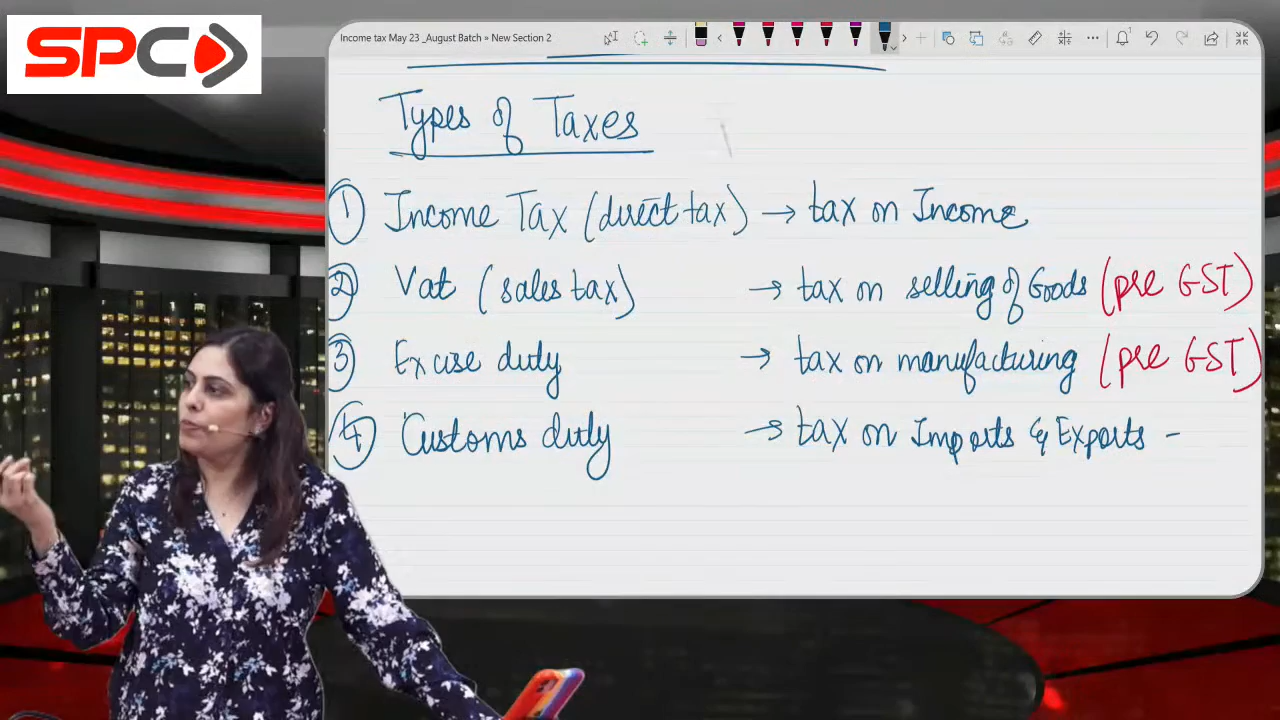 SPC
Income tax May 23 _August Batch » New Section 2
Types of Taxes
1 Income Tax (direct tax) → tax on Income
2 Vat (sales tax) → tax on selling of Goods (pre GST)
3 Excise duty → tax on manufacturing (pre GST)
4 Customs duty → tax on Imports & Exports -